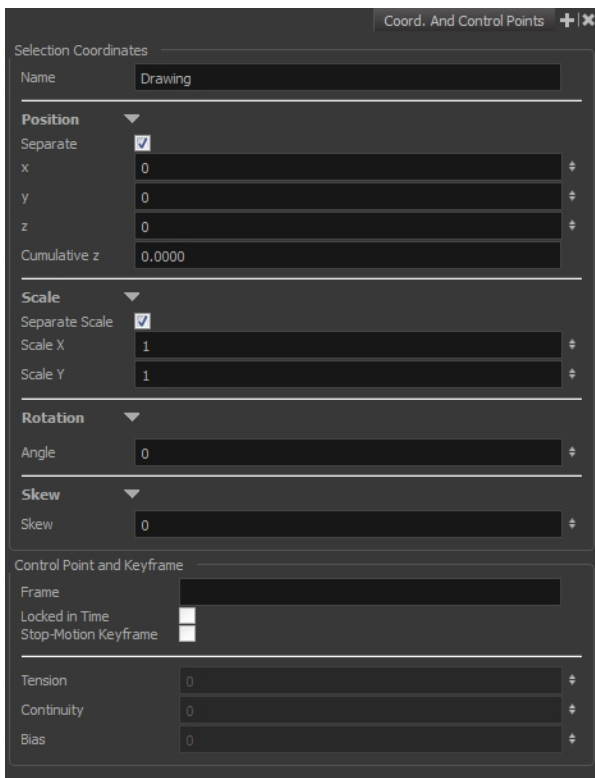 Coord. And Control Points
Selection Coordinates
Name Drawing
Position
Separate
x 0
y 0
z 0
Cumulative z 0.0000
Scale
Separate Scale
Scale X 1
Scale Y 1
Rotation
Angle 0
Skew
Skew 0
Control Point and Keyframe
Frame
Locked in Time
Stop-Motion Keyframe
Tension 0
Continuity 0
Bias 0